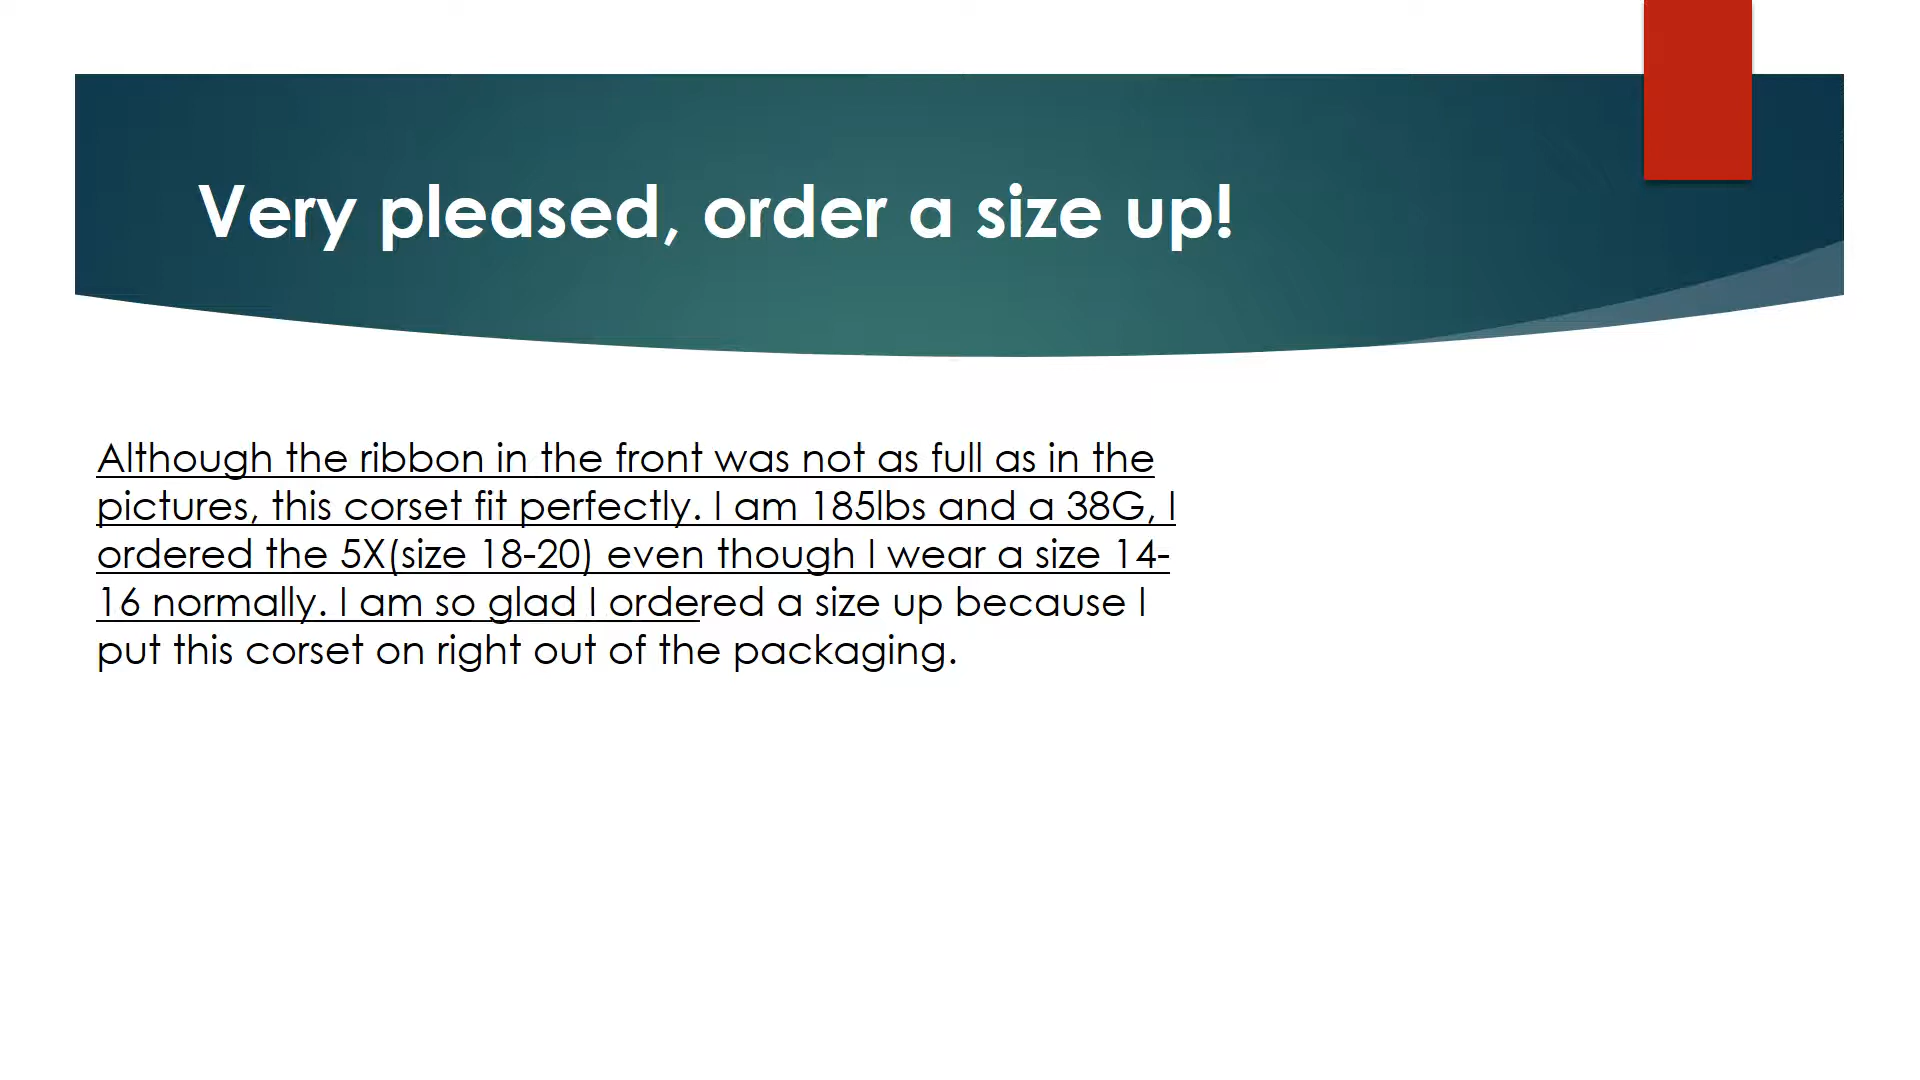 Very pleased, order a size up!
Although the ribbon in the front was not as full as in the
pictures, this corset fit perfectly. I am 185lbs and a 38G, I
ordered the 5X(size 18-20) even though I wear a size 14-
16 normally. I am so glad I ordered a size up because I
put this corset on right out of the packaging.